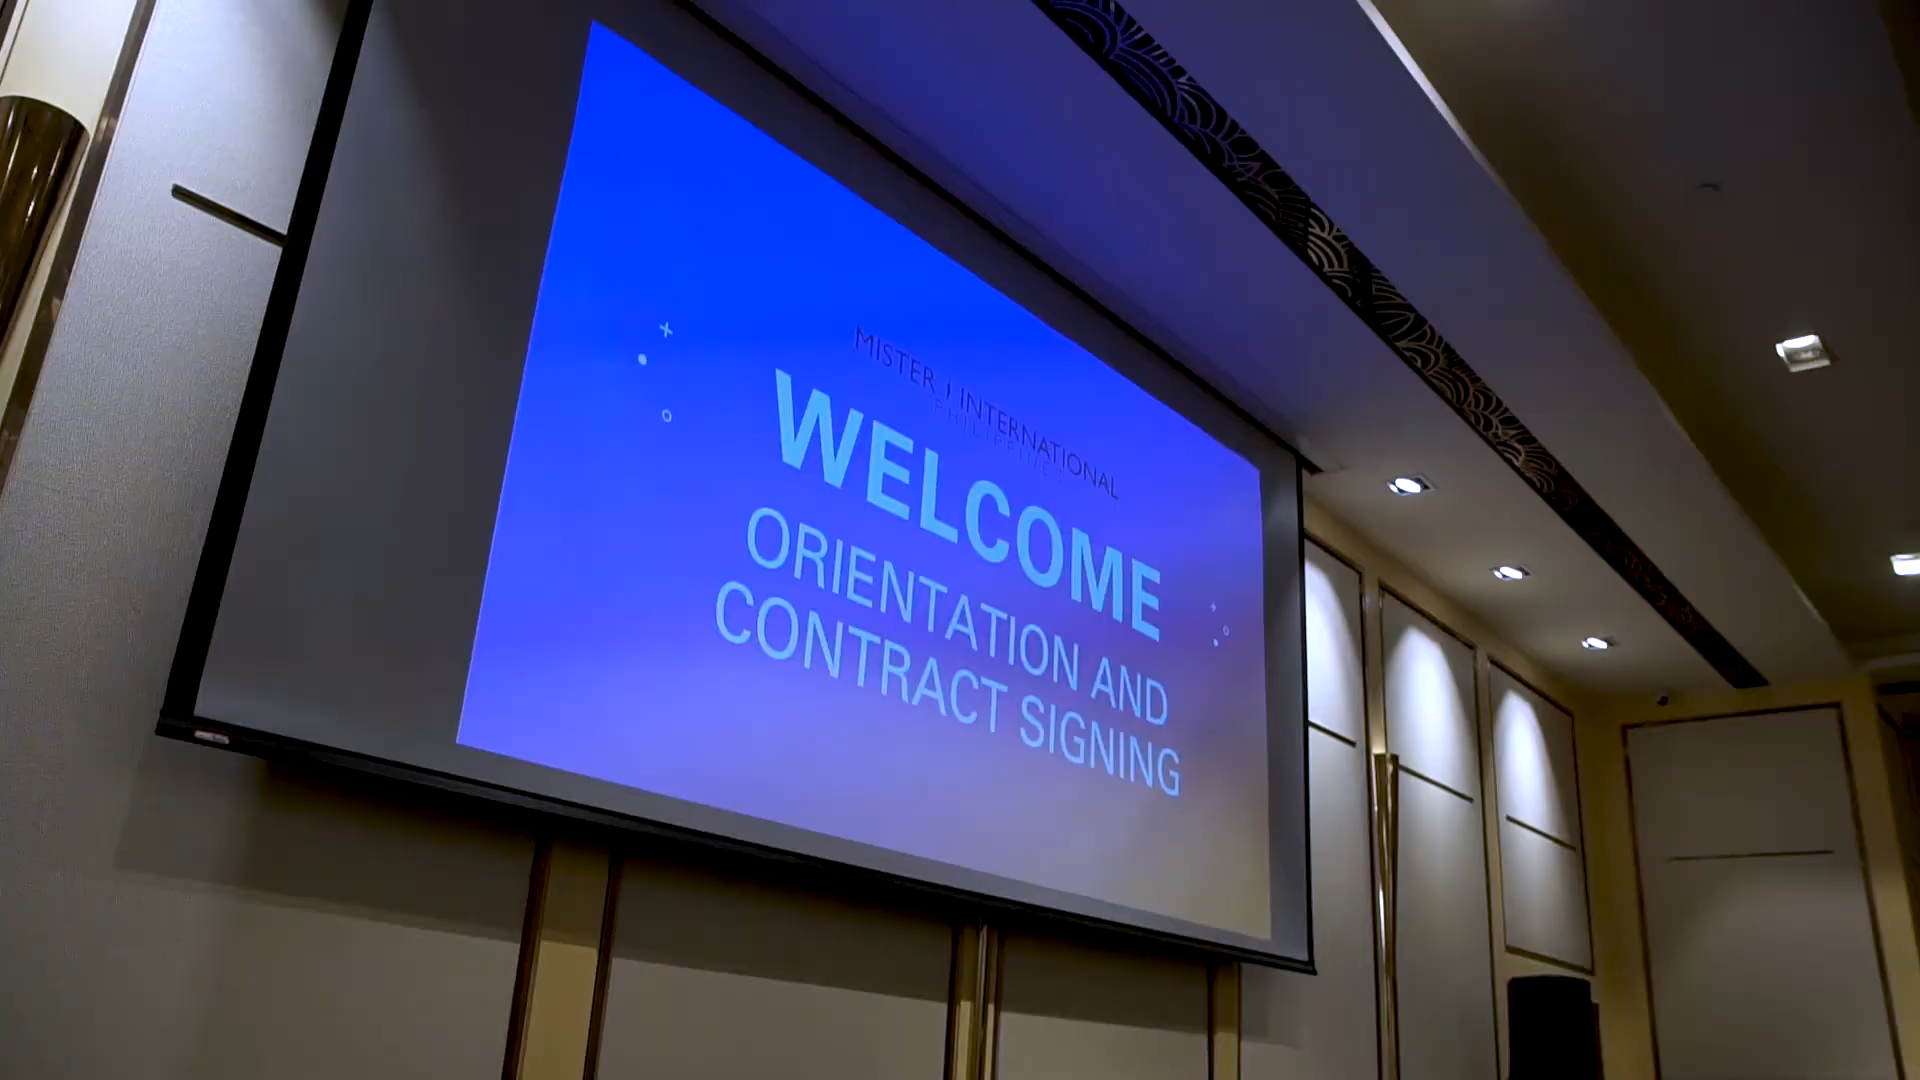 MISTER INTERNATIONAL
PHILIPPINES
WELCOME
ORIENTATION AND
CONTRACT SIGNING